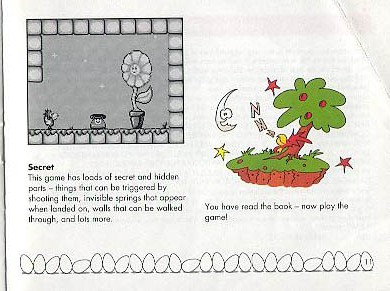 Secret
This game has loads of secret and hidden
parts – things that can be triggered by
shooting them, invisible springs that appear
when landed on, walls that can be walked
through, and lots more.
N
N
N
N
You have read the book – now play the
game!
11